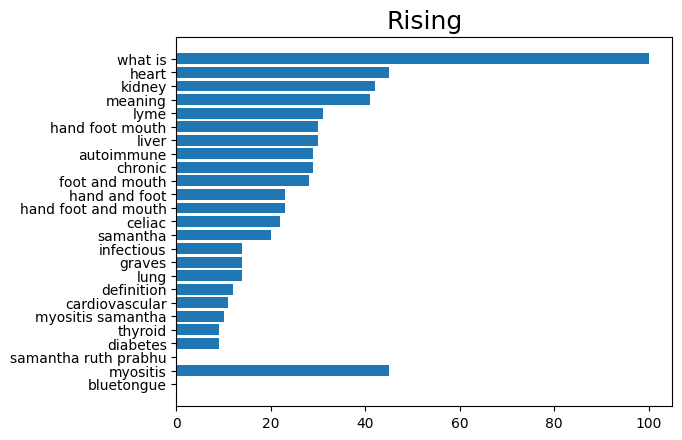 Rising
what is
heart
kidney
meaning
lyme
hand foot mouth
liver
autoimmune
chronic
foot and mouth
hand and foot
hand foot and mouth
celiac
samantha
infectious
graves
lung
definition
cardiovascular
myositis samantha
thyroid
diabetes
samantha ruth prabhu
myositis
bluetongue
0 20 40 60 80 100